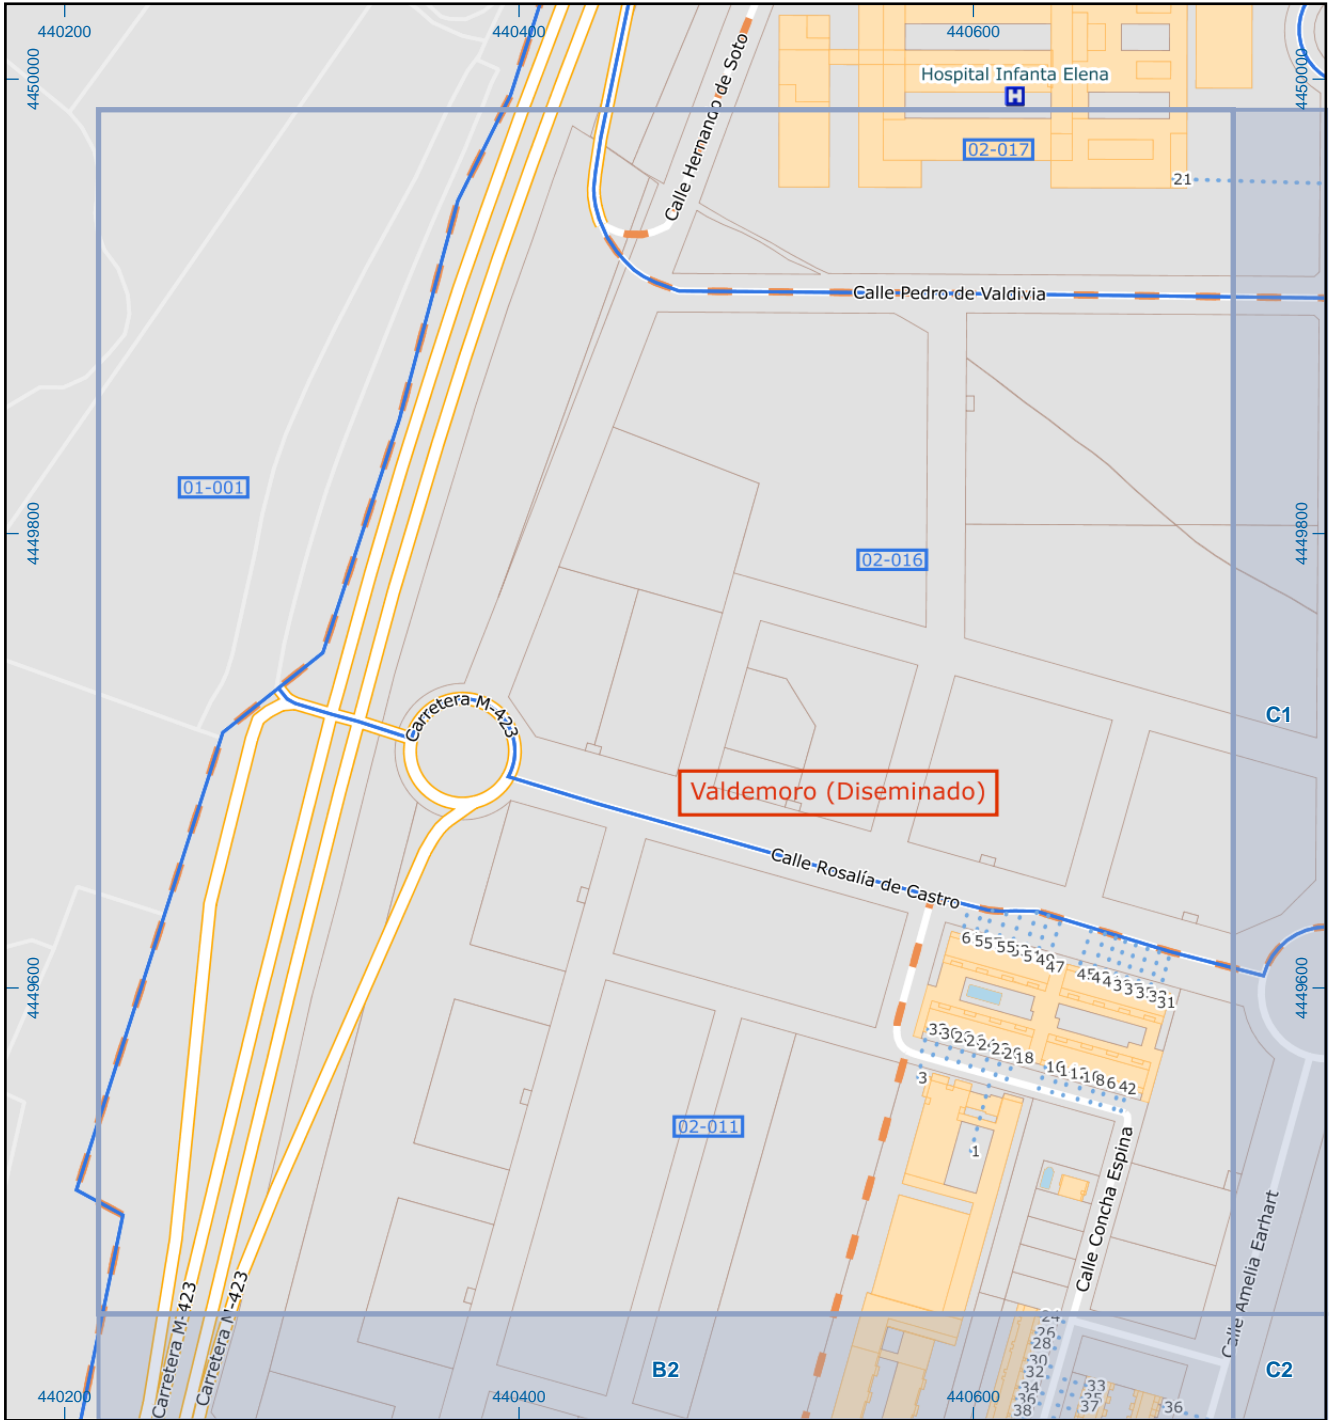 440200
440400
440600
4450000
4450000
Calle Hernando de Soto
Hospital Infanta Elena
H
02-017
21
Calle Pedro de Valdivia
01-001
4449800
4449800
02-016
Carretera M-423
C1
Valdemoro (Diseminado)
Calle Rosalía de Castro
47
31
4449600
4449600
18
3
42
02-011
1
Calle Concha Espina
Calle Amelia Earhart
Carretera M-423
Carretera M-423
24
26
28
30
32
34
36
38
33
35
37
36
B2
C2
440200
440400
440600